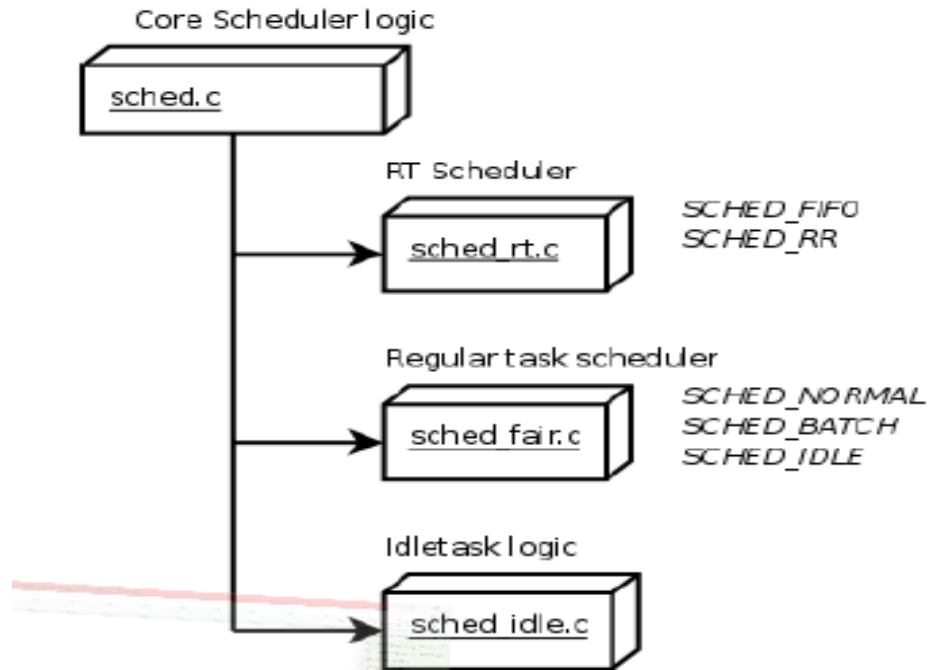 Core Scheduler logic
sched.c
RT Scheduler
SCHED_FIFO
sched_rt.c
SCHED_RR
Regular task scheduler
SCHED_NORMAL
sched_fair.c
SCHED_BATCH
SCHED_IDLE
Idletask logic
sched_idle.c